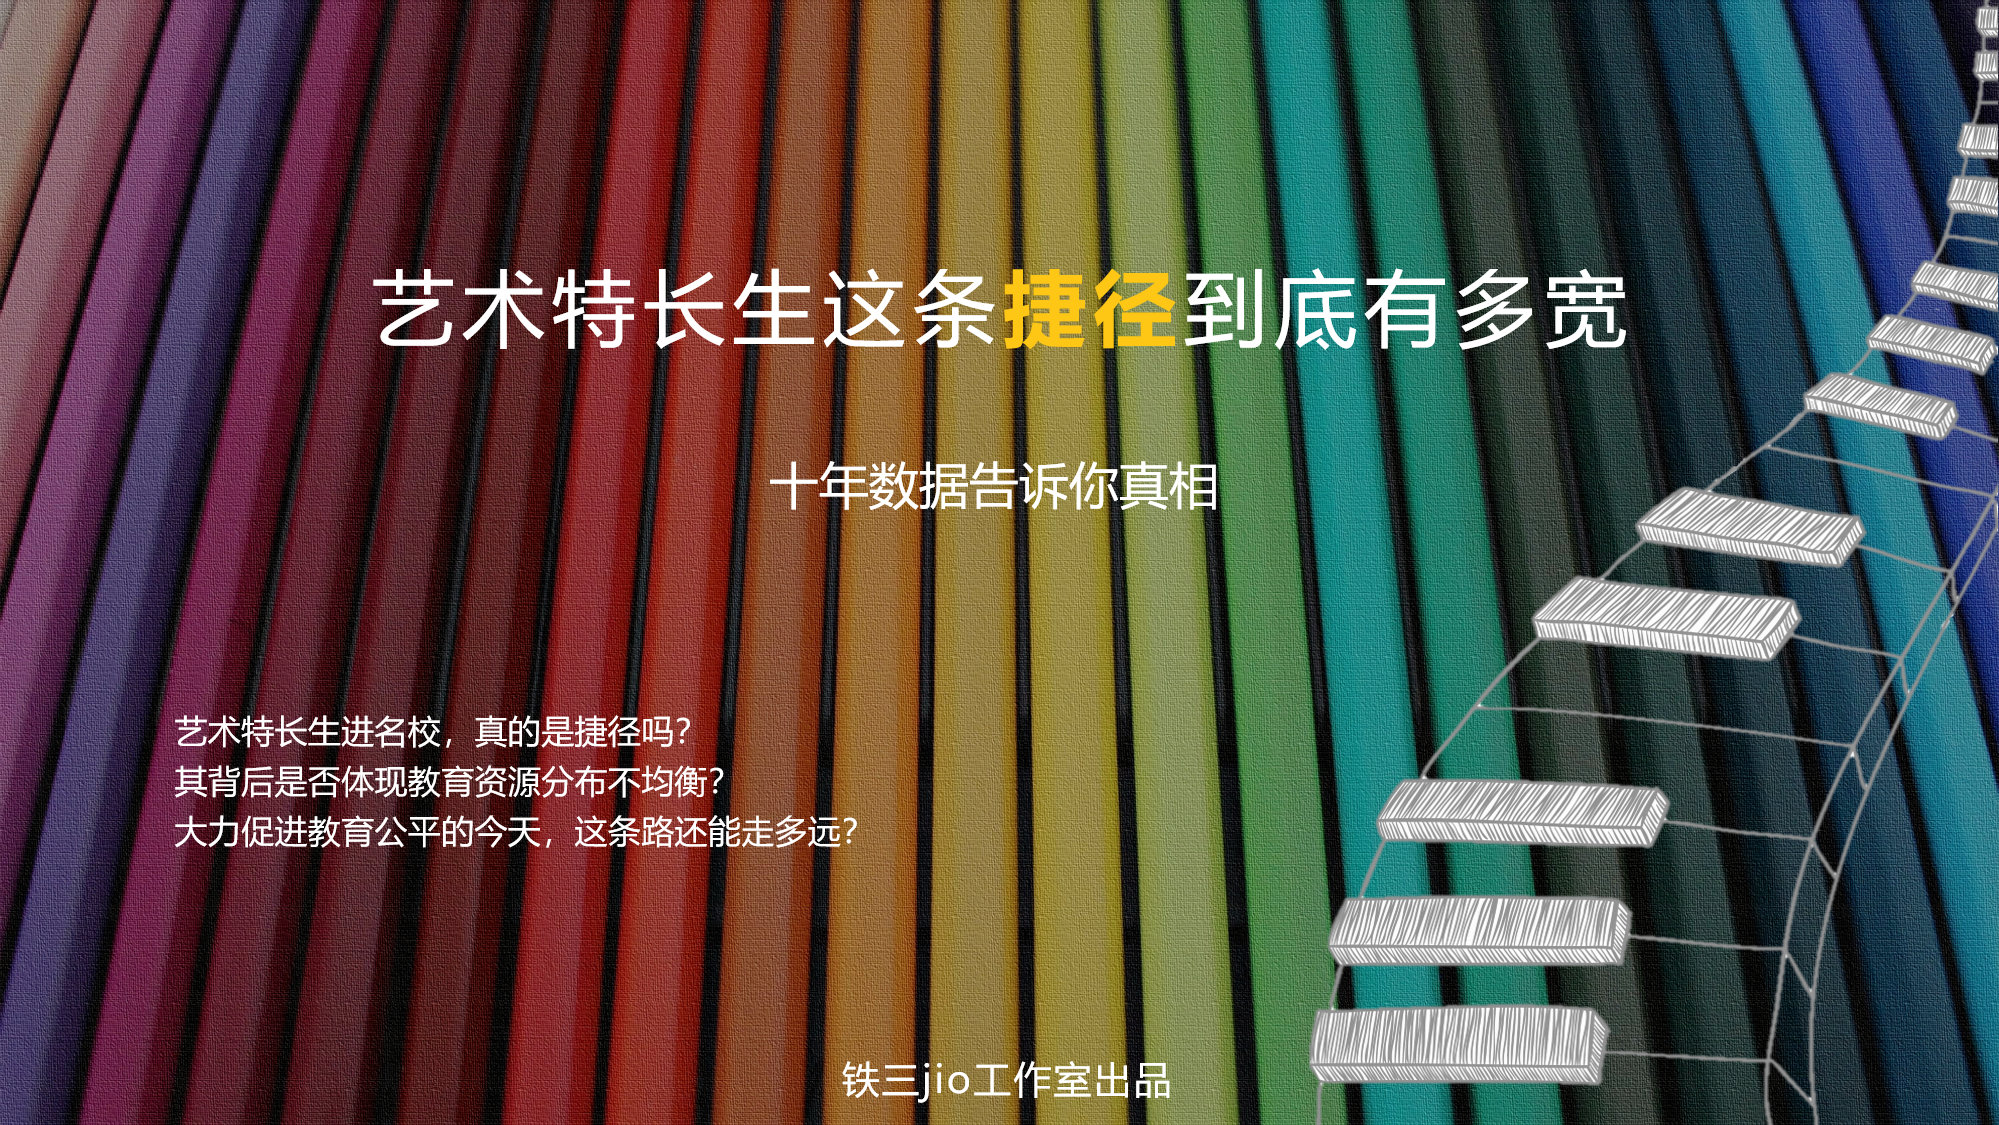 艺术特长生这条捷径到底有多宽
十年数据告诉你真相
艺术特长生进名校，真的是捷径吗？
其背后是否体现教育资源分布不均衡？
大力促进教育公平的今天，这条路还能走多远？
铁三jio工作室出品